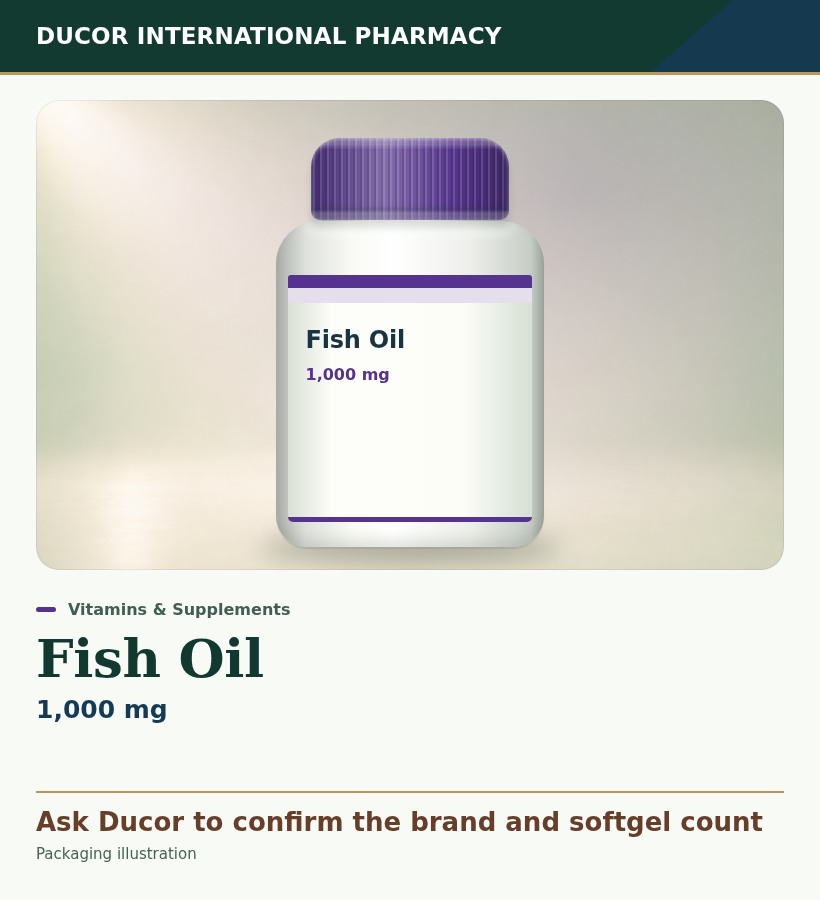 DUCOR INTERNATIONAL PHARMACY
Fish Oil
1,000 mg
Vitamins & Supplements
Fish Oil
1,000 mg
Ask Ducor to confirm the brand and softgel count
Packaging illustration